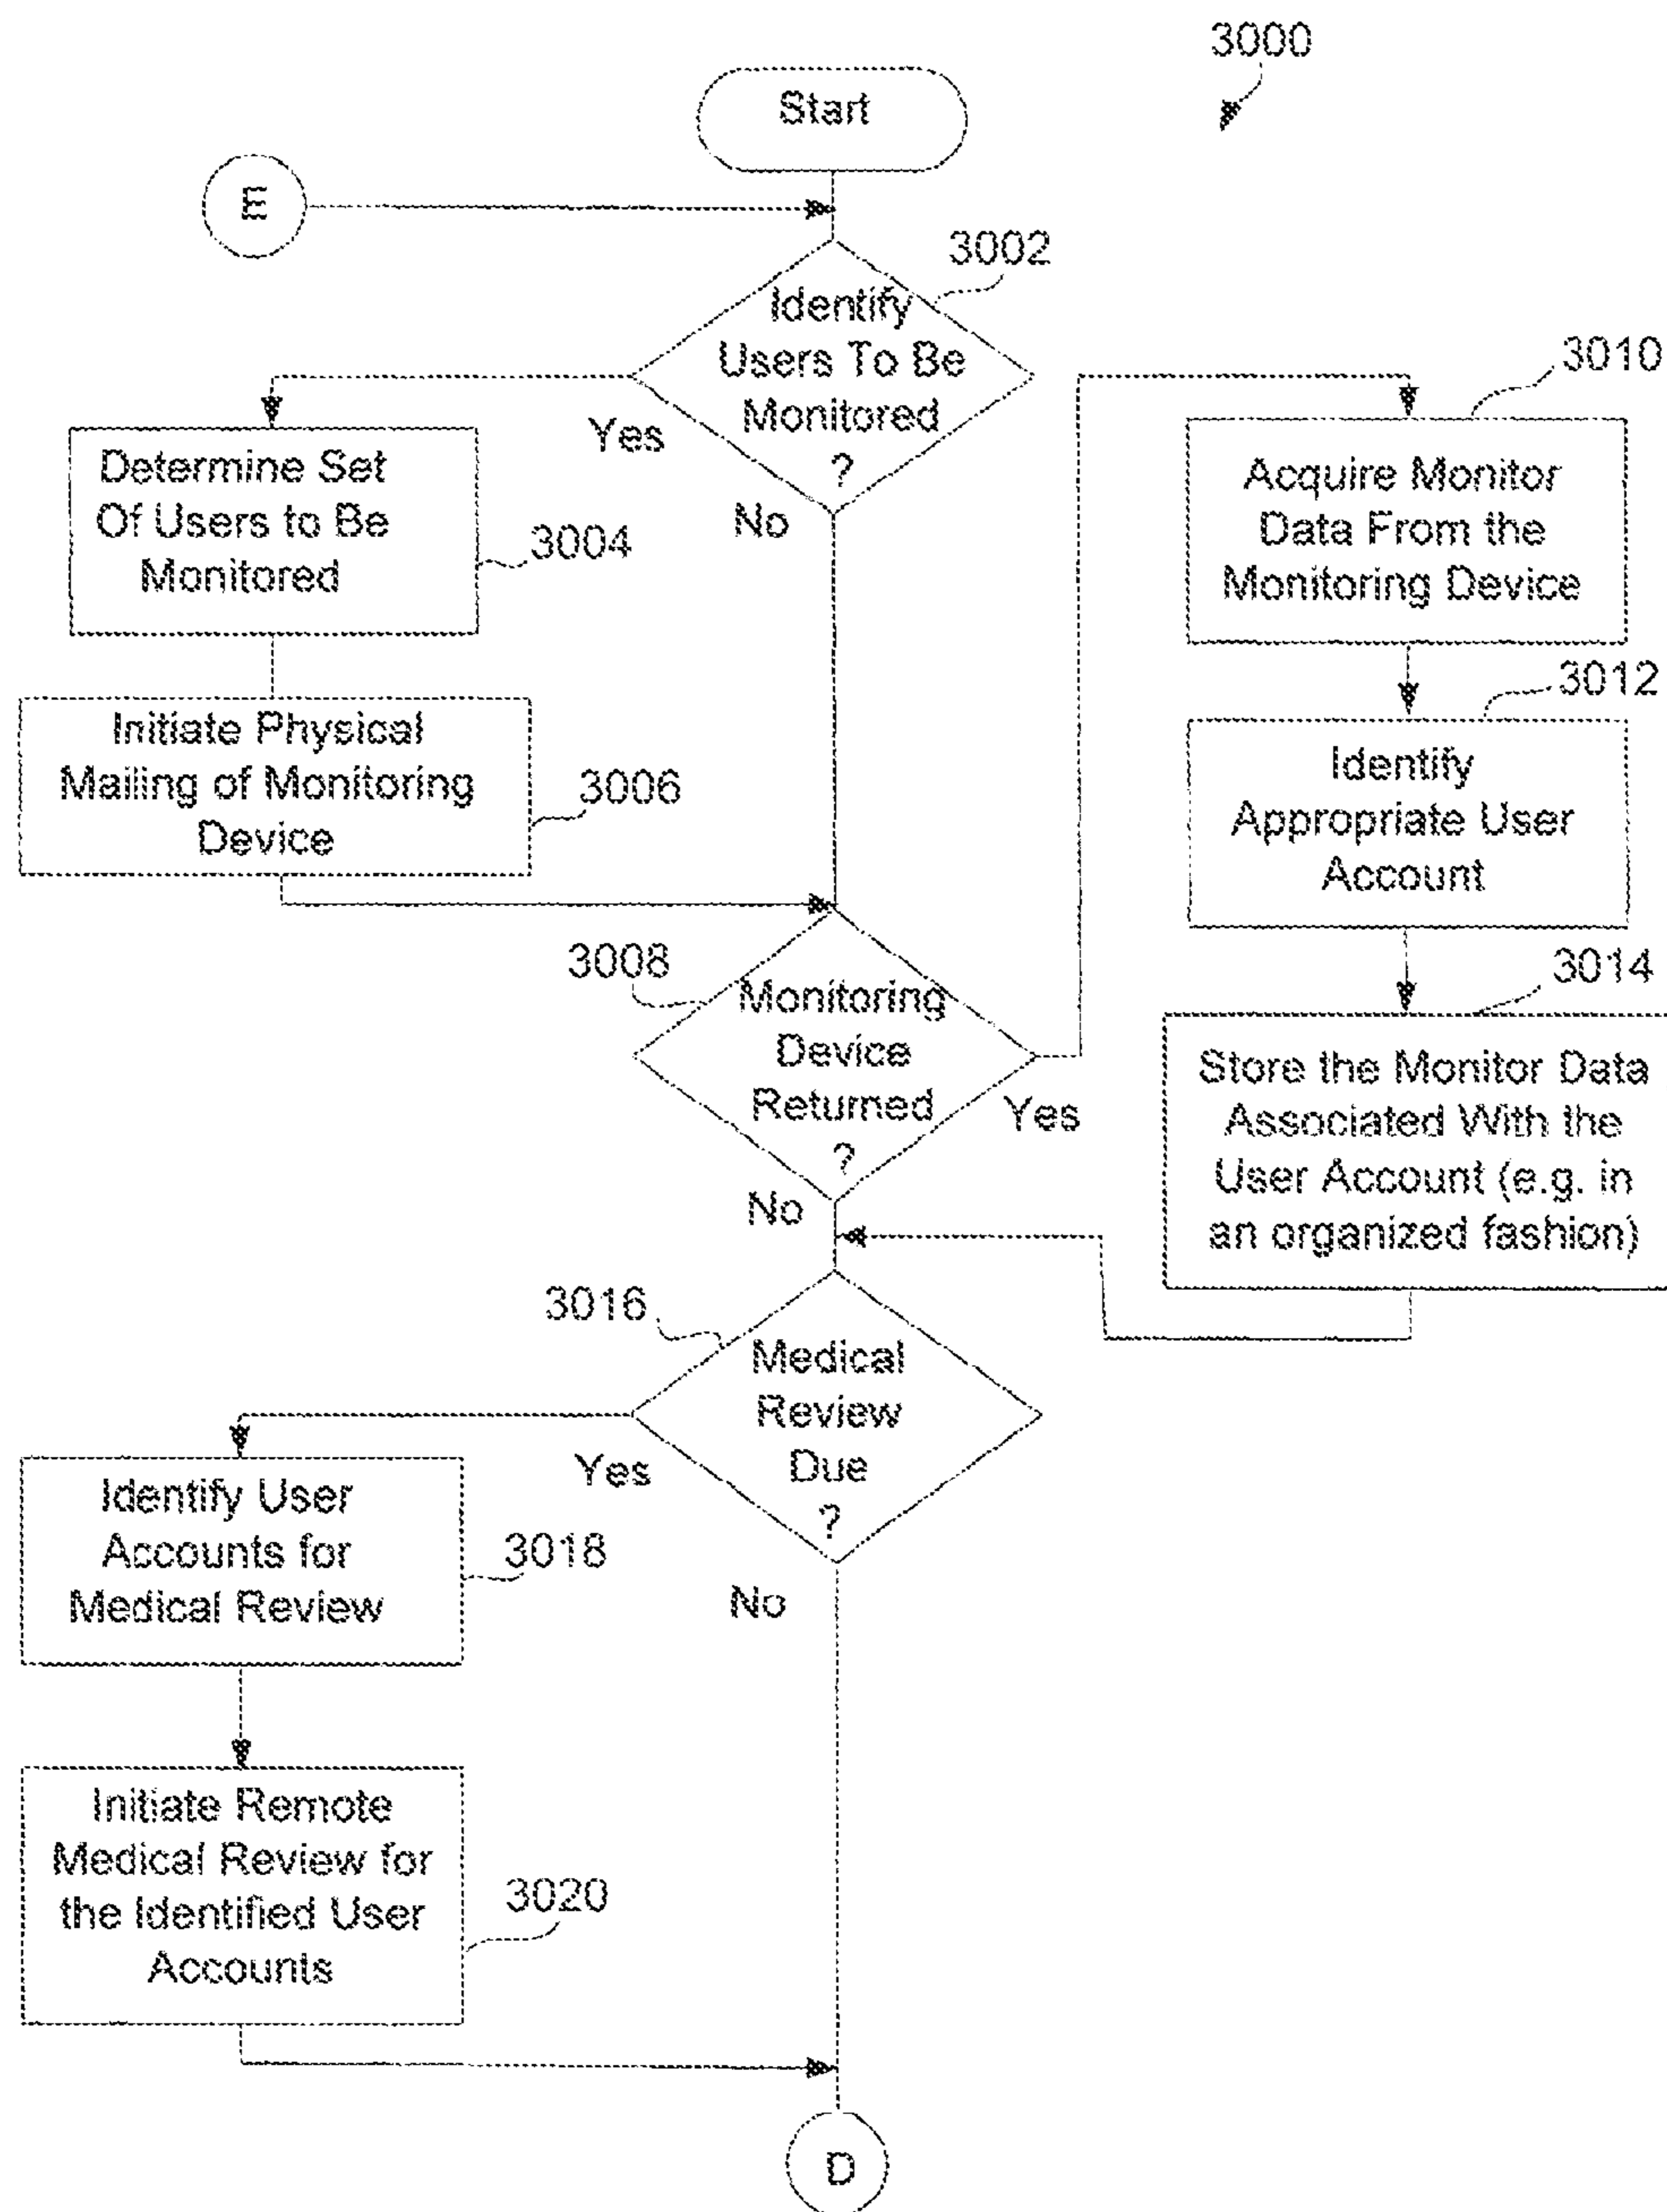 3000
Start
E
3002
Identify
Users To Be
Monitored
?
Yes
No
Determine Set
Of Users to Be
Monitored
3004
Initiate Physical
Mailing of Monitoring
Device
3006
3010
Acquire Monitor
Data From the
Monitoring Device
3012
Identify
Appropriate User
Account
3014
Store the Monitor Data
Associated With the
User Account (e.g. in
an organized fashion)
3008
Monitoring
Device
Returned
?
Yes
No
3016
Medical
Review
Due
?
Yes
No
Identify User
Accounts for
Medical Review
3018
Initiate Remote
Medical Review for
the Identified User
Accounts
3020
D